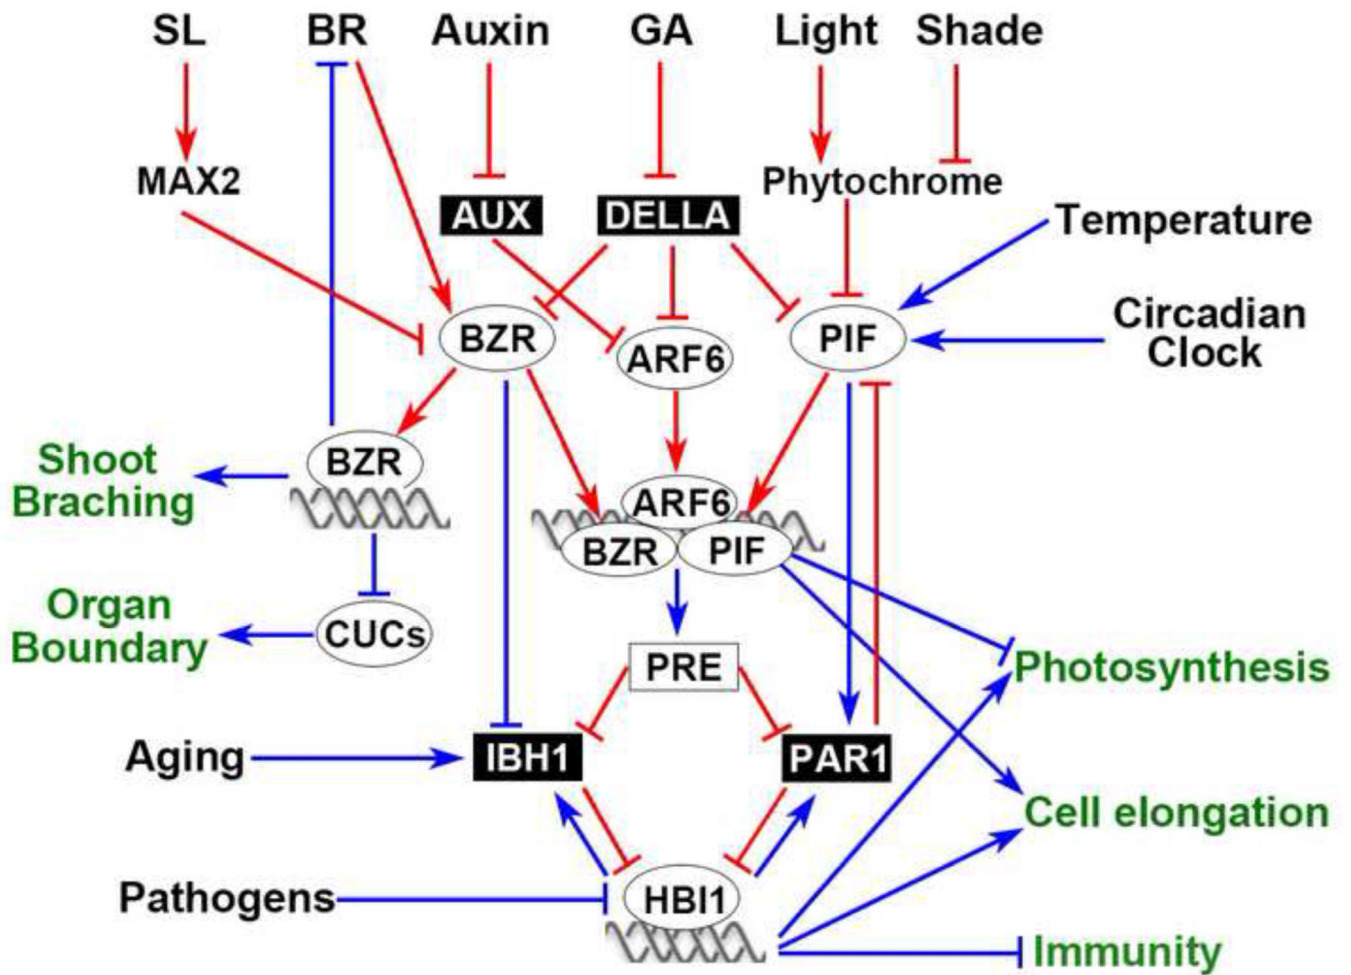 SL BR Auxin GA Light Shade
MAX2
Phytochrome
AUX DELLA
Temperature
Circadian
Clock
BZR ARF6 PIF
Shoot
Braching
BZR
ARF6
BZR PIF
Organ
Boundary
CUCs
PRE
Photosynthesis
Aging
IBH1 PAR1
Cell elongation
Pathogens
HBI1
Immunity